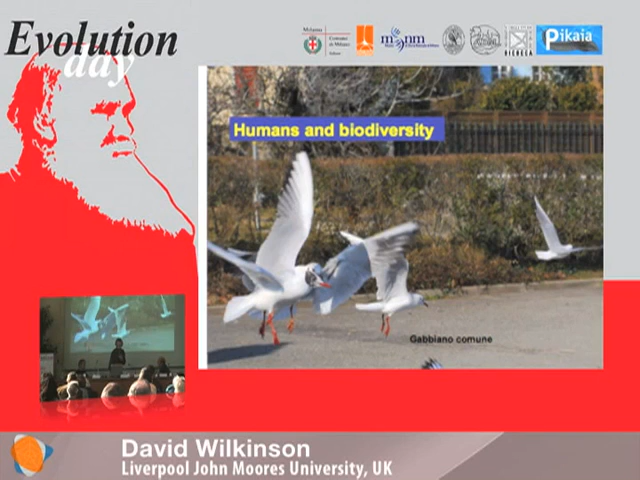 Evolution
day
Pikaia
Humans and biodiversity
Gabbiano comune
David Wilkinson
Liverpool John Moores University, UK